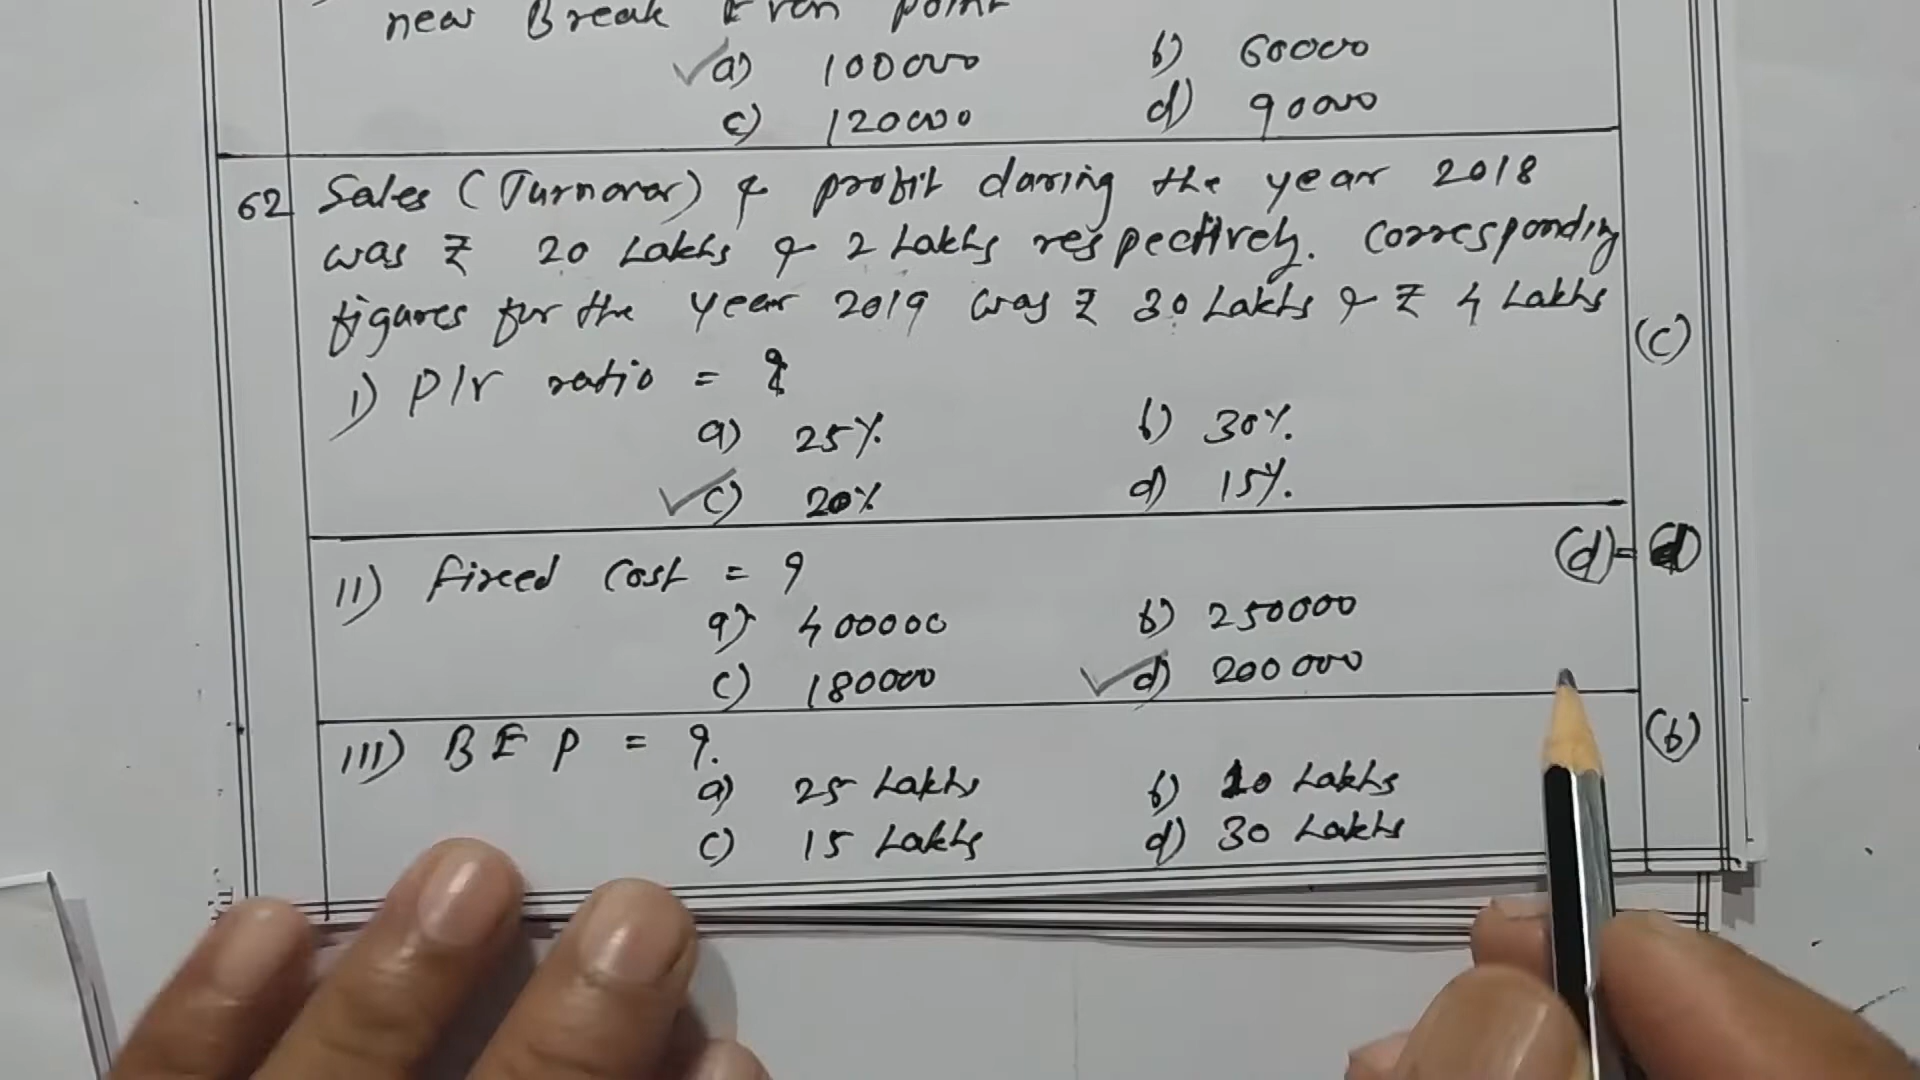 new Break Even point
a) 100000 b) 60000
c) 120000 d) 90000
62 Sales (Turnover) & profit during the year 2018
was ₹ 20 Lakhs & 2 Lakhs respectively. Corresponding
figures for the year 2019 was ₹ 30 Lakhs & ₹ 4 Lakhs
(c)
i) P/V ratio = ?
a) 25% b) 30%.
c) 20% d) 15%.
ii) Fixed Cost = ? (d) =
a) 400000 b) 250000
c) 180000 d) 200000
iii) BEP = ? (b)
a) 25 Lakhs b) 10 Lakhs
c) 15 Lakhs d) 30 Lakhs